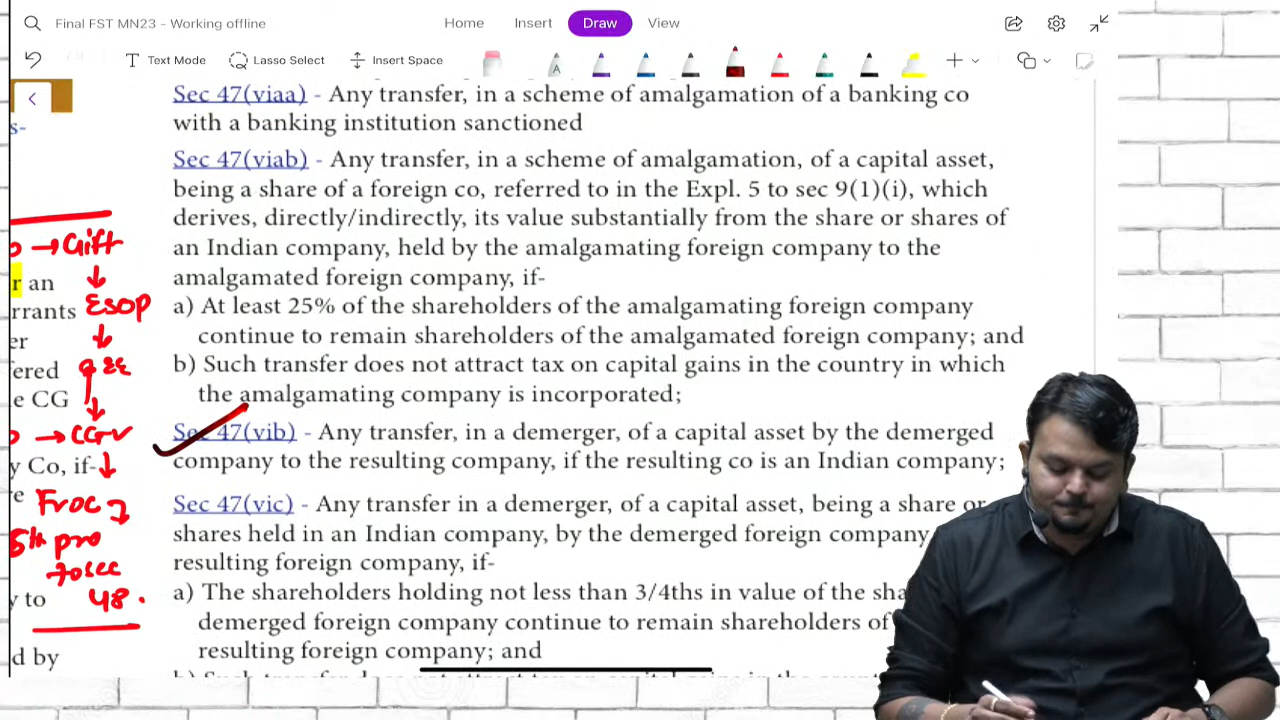 Final FST MN23 - Working offline
Home Insert Draw View
Text Mode Lasso Select Insert Space
Sec 47(viaa) - Any transfer, in a scheme of amalgamation of a banking co
with a banking institution sanctioned
Sec 47(viab) - Any transfer, in a scheme of amalgamation, of a capital asset,
being a share of a foreign co, referred to in the Expl. 5 to sec 9(1)(i), which
derives, directly/indirectly, its value substantially from the share or shares of
an Indian company, held by the amalgamating foreign company to the
amalgamated foreign company, if-
a) At least 25% of the shareholders of the amalgamating foreign company
continue to remain shareholders of the amalgamated foreign company; and
b) Such transfer does not attract tax on capital gains in the country in which
the amalgamating company is incorporated;
Sec 47(vib) - Any transfer, in a demerger, of a capital asset by the demerged
company to the resulting company, if the resulting co is an Indian company;
Sec 47(vic) - Any transfer in a demerger, of a capital asset, being a share or
shares held in an Indian company, by the demerged foreign company
resulting foreign company, if-
a) The shareholders holding not less than 3/4ths in value of the sha
demerged foreign company continue to remain shareholders of
resulting foreign company; and
s-
→ Gift
r an
rrants
ESOP
er
fered
e CG
→ CG
y Co, if-
re
Froc
5th pro
to sec
y to
48.
d by